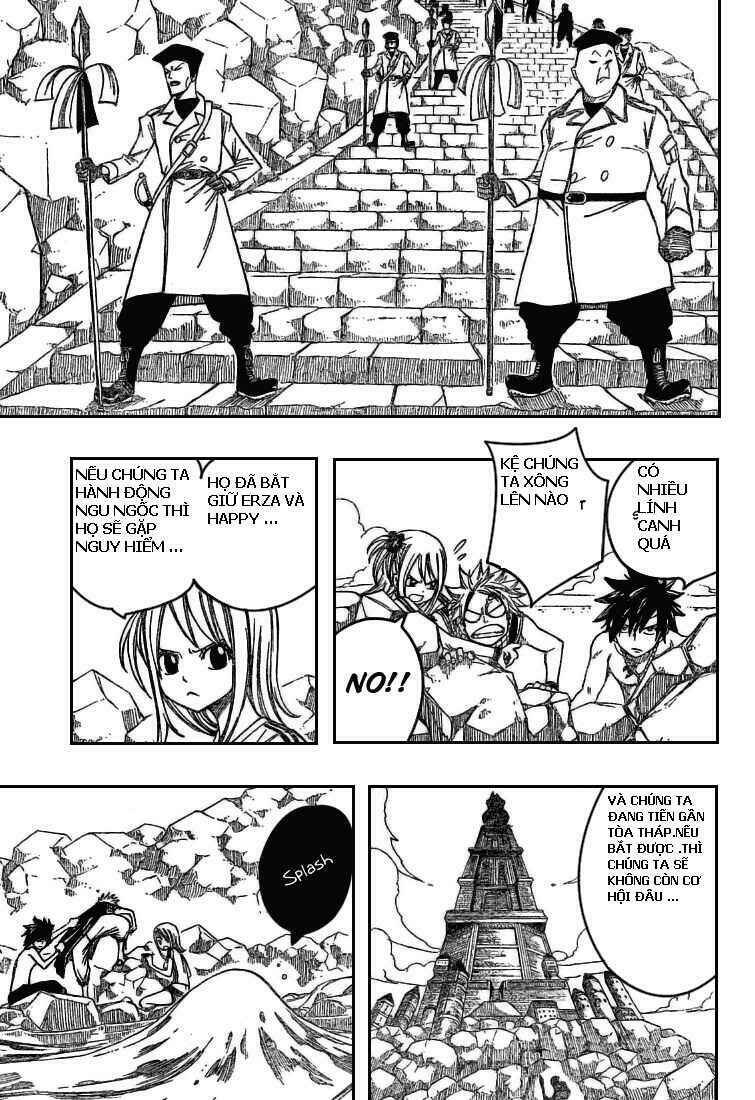 CÓ
NHIỀU
LÍNH
CANH
QUÁ
KỆ CHÚNG
TA XÔNG
LÊN NÀO
NO!!
HỌ ĐÃ BẮT
GIỮ ERZA VÀ
HAPPY ...
NẾU CHÚNG TA
HÀNH ĐỘNG
NGU NGỐC THÌ
HỌ SẼ GẶP
NGUY HIỂM ...
VÀ CHÚNG TA
ĐANG TIẾN GẦN
TÒA THÁP.NẾU
BẮT ĐƯỢC .THÌ
CHÚNG TA SẼ
KHÔNG CÒN CƠ
HỘI ĐÂU ...
Splash